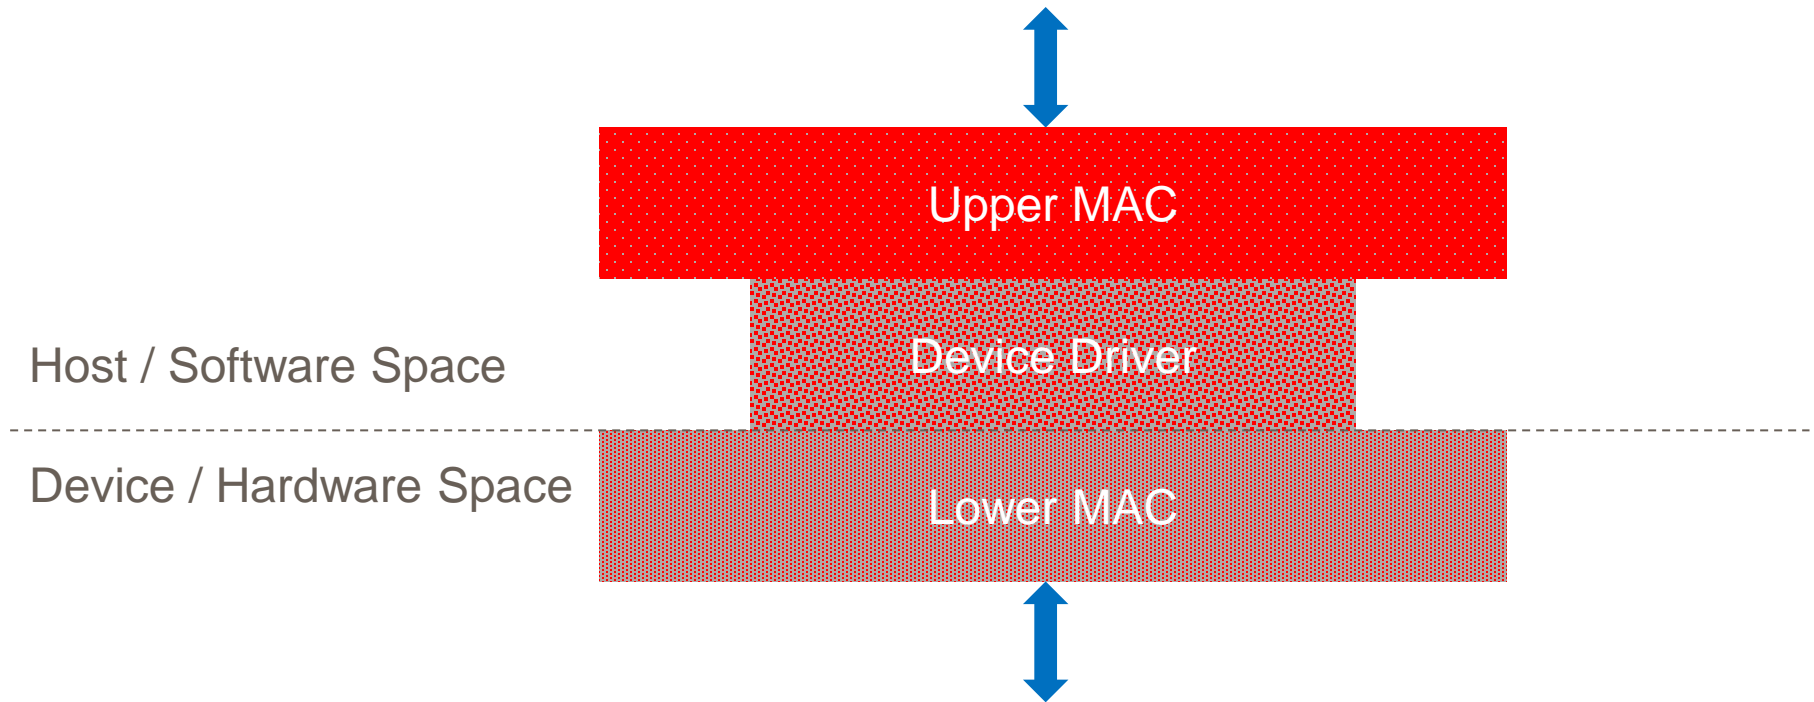 Upper MAC
Device Driver
Host / Software Space
Device / Hardware Space
Lower MAC